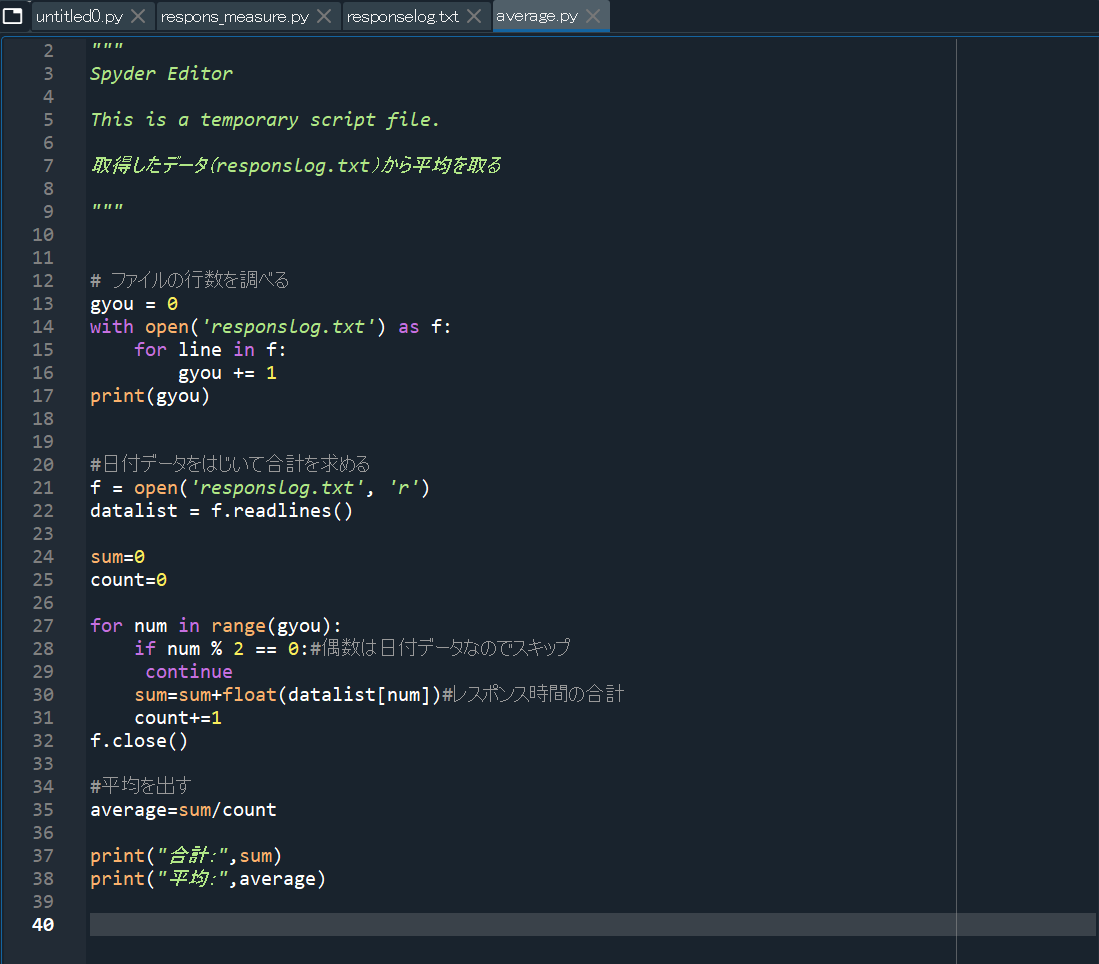 untitled0.py respons_measure.py responselog.txt average.py
2 """
3 Spyder Editor
4
5 This is a temporary script file.
6
7 取得したデータ(responslog.txt)から平均を取る
8
9 """
10
11
12 # ファイルの行数を調べる
13 gyou = 0
14 with open('responslog.txt') as f:
15     for line in f:
16         gyou += 1
17 print(gyou)
18
19
20 #日付データをはじいて合計を求める
21 f = open('responslog.txt', 'r')
22 datalist = f.readlines()
23
24 sum=0
25 count=0
26
27 for num in range(gyou):
28     if num % 2 == 0:#偶数は日付データなのでスキップ
29      continue
30     sum=sum+float(datalist[num])#レスポンス時間の合計
31     count+=1
32 f.close()
33
34 #平均を出す
35 average=sum/count
36
37 print("合計:",sum)
38 print("平均:",average)
39
40